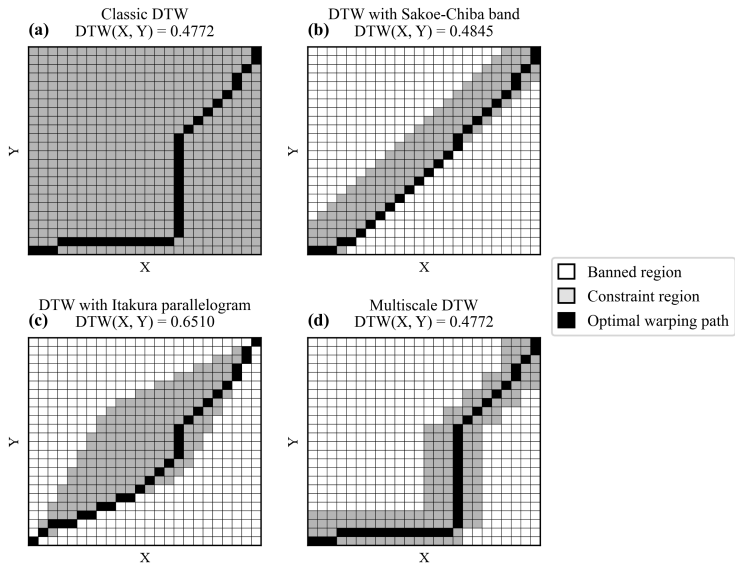 Classic DTW
(a) DTW(X, Y) = 0.4772
Y
X
DTW with Sakoe-Chiba band
(b) DTW(X, Y) = 0.4845
Y
X
Banned region
Constraint region
Optimal warping path
DTW with Itakura parallelogram
(c) DTW(X, Y) = 0.6510
Y
X
Multiscale DTW
(d) DTW(X, Y) = 0.4772
Y
X